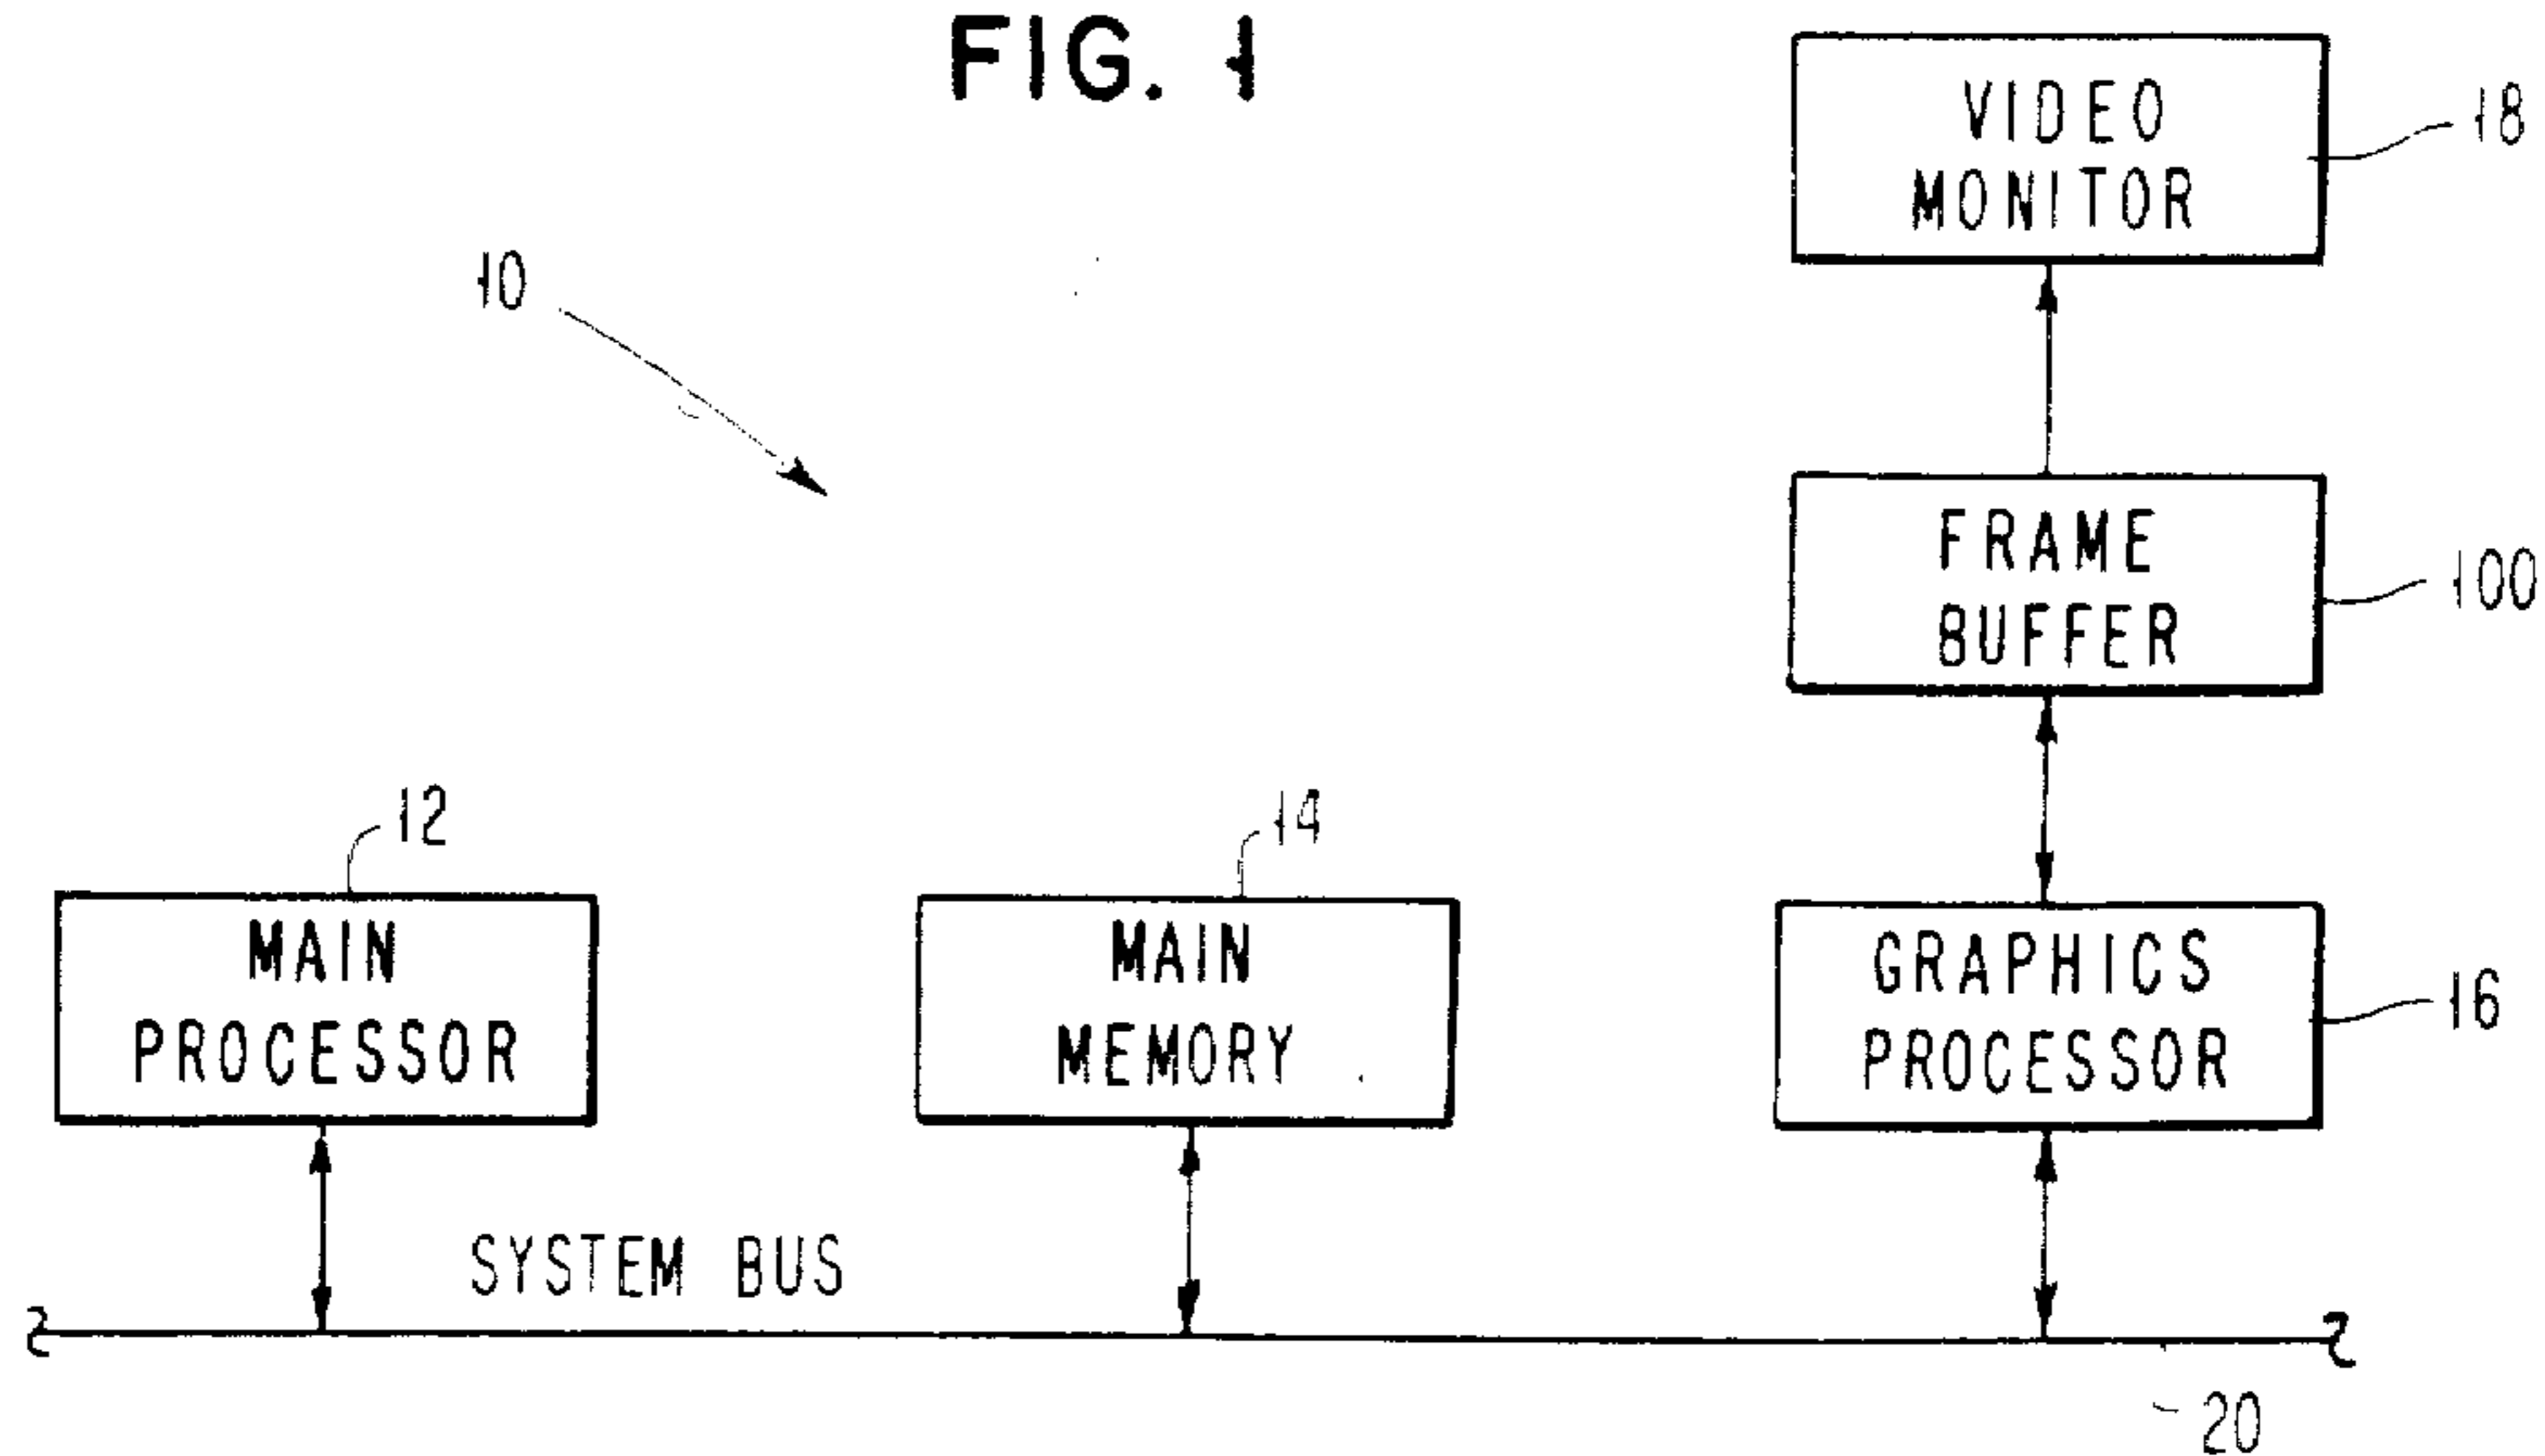 FIG. 1
VIDEO
MONITOR
18
10
FRAME
BUFFER
100
12
14
MAIN
PROCESSOR
MAIN
MEMORY
GRAPHICS
PROCESSOR
16
SYSTEM BUS
20